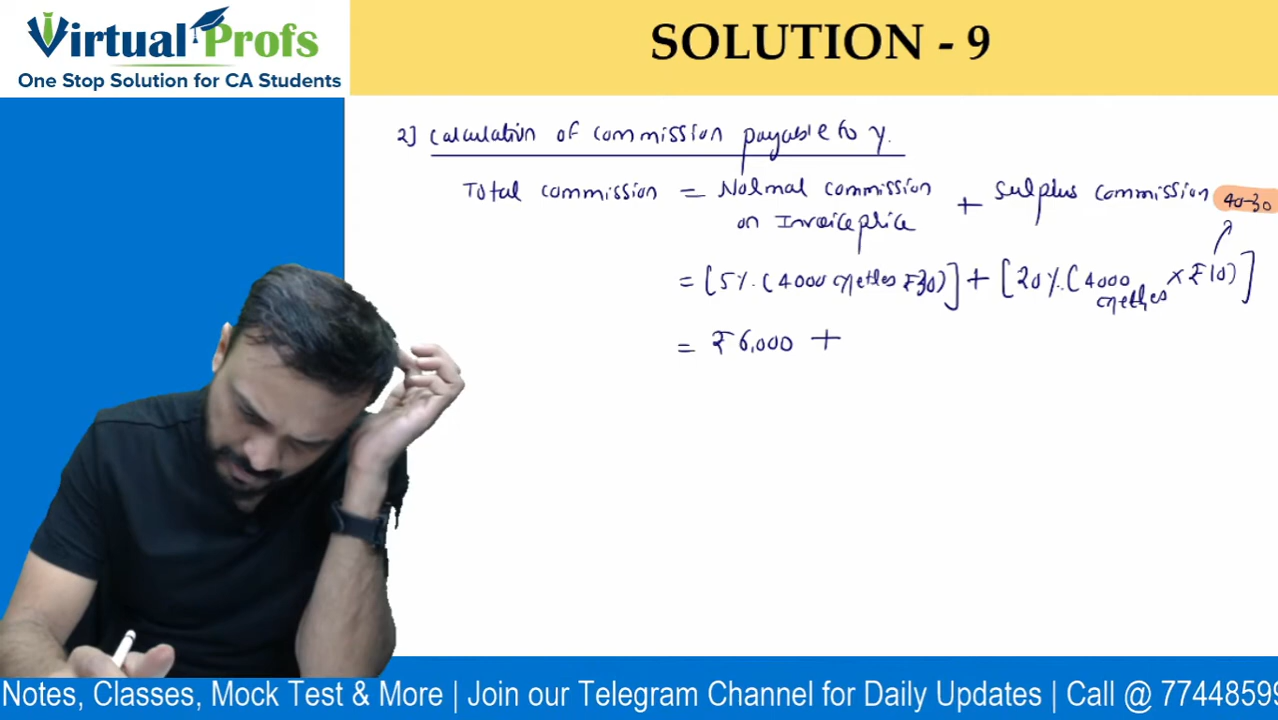 Virtual Profs
One Stop Solution for CA Students
SOLUTION - 9
2] Calculation of commission payable to Y.
Total commission = Normal commission on Invoice price + Surplus commission 40-30
= [5% (4000 metres ₹30)] + [20% (4000 metres × ₹10)]
= ₹6,000 +
Notes, Classes, Mock Test & More | Join our Telegram Channel for Daily Updates | Call @ 77448599